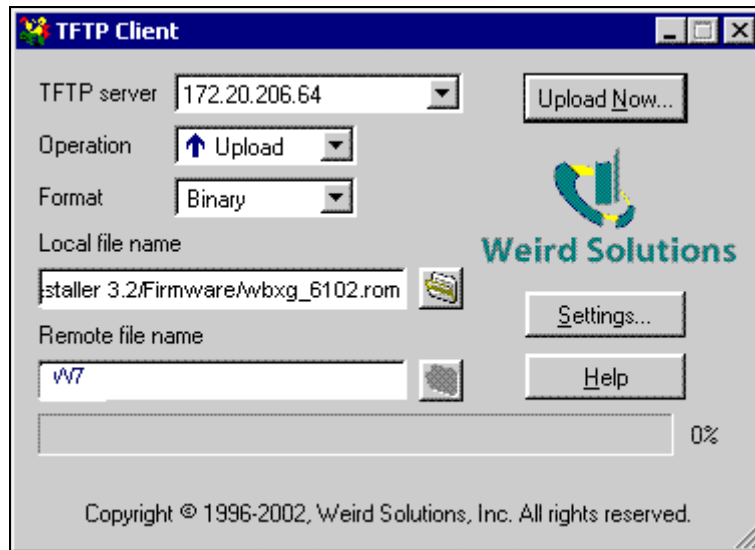 TFTP Client
TFTP server 172.20.206.64 Upload Now...
Operation Upload
Format Binary
Local file name
Weird Solutions
staller 3.2/Firmware/wbxg_6102.rom
Settings...
Remote file name
W7
Help
0%
Copyright © 1996-2002, Weird Solutions, Inc. All rights reserved.